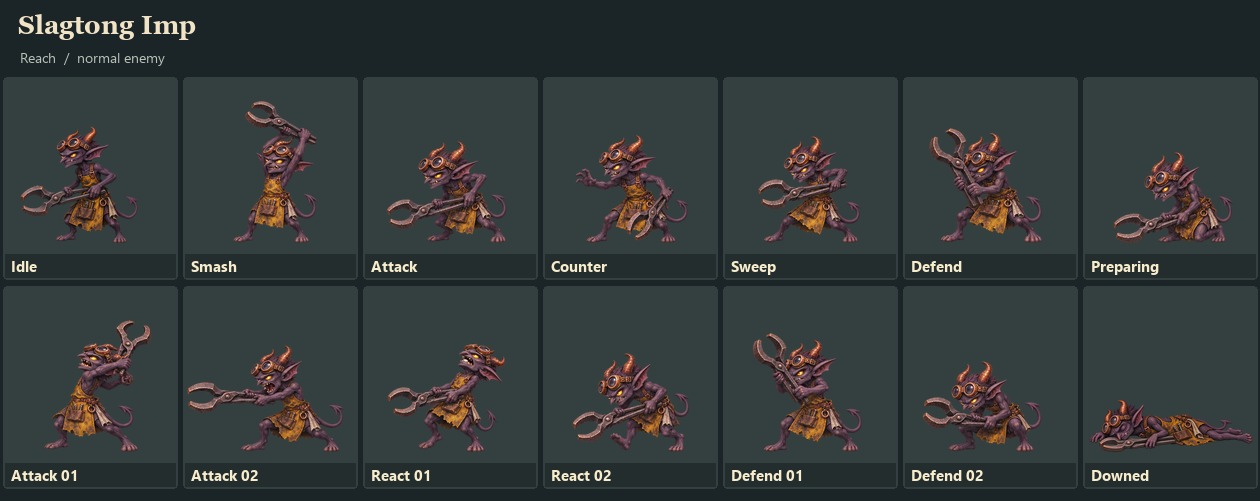 Slagtong Imp
Reach / normal enemy
Idle
Smash
Attack
Counter
Sweep
Defend
Preparing
Attack 01
Attack 02
React 01
React 02
Defend 01
Defend 02
Downed